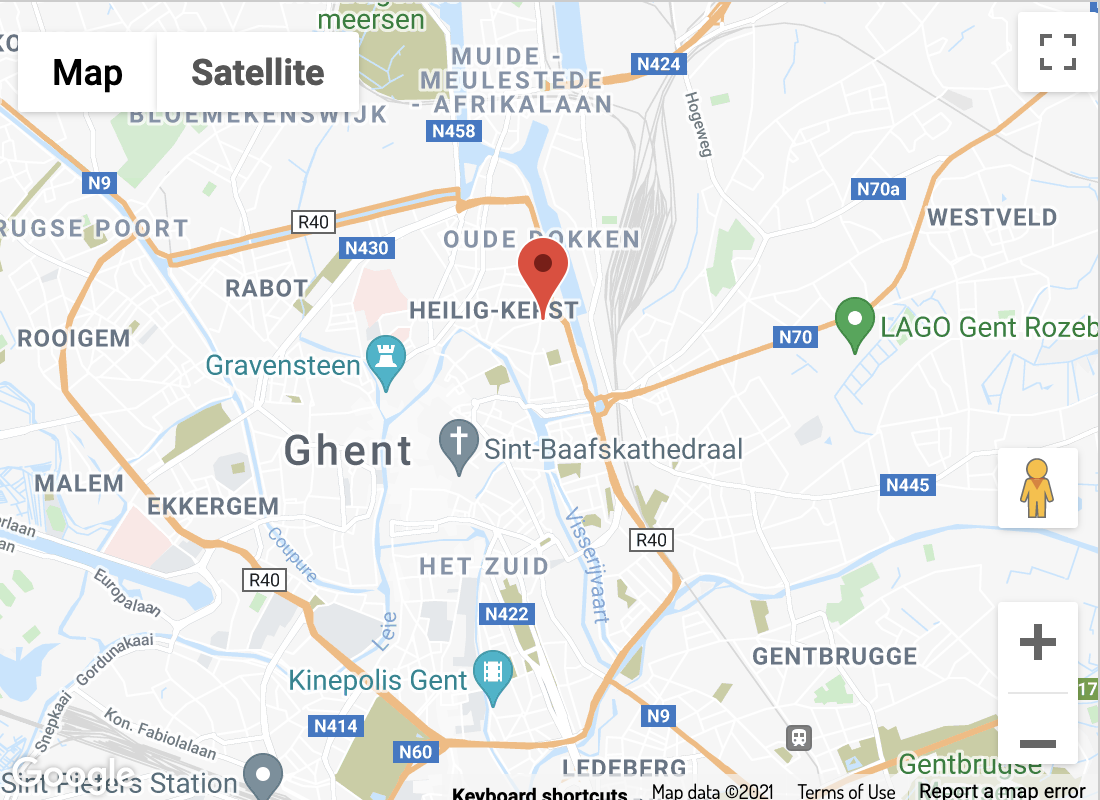 meersen
Map
Satellite
MUIDE -
MEULESTEDE
- AFRIKALAAN
N424
BLOEMEKENSWIJK
N458
Hogeweg
N9
N70a
R40
WESTVELD
RUGSE POORT
N430
OUDE DOKKEN
RABOT
HEILIG-KERST
ROOIGEM
N70
LAGO Gent Rozeb
Gravensteen
Ghent
Sint-Baafskathedraal
MALEM
N445
EKKERGEM
erlaan
an
Coupure
Visserijvaart
R40
HET ZUID
R40
Europalaan
N422
Leie
Gordunakaai
GENTBRUGGE
Kinepolis Gent
17
Snepkaai
Kon. Fabiolalaan
N414
N9
N60
LEDEBERG
Gentbrugse
Sint Pieters Station
Google
Keyboard shortcuts
Map data ©2021
Terms of Use
Report a map error